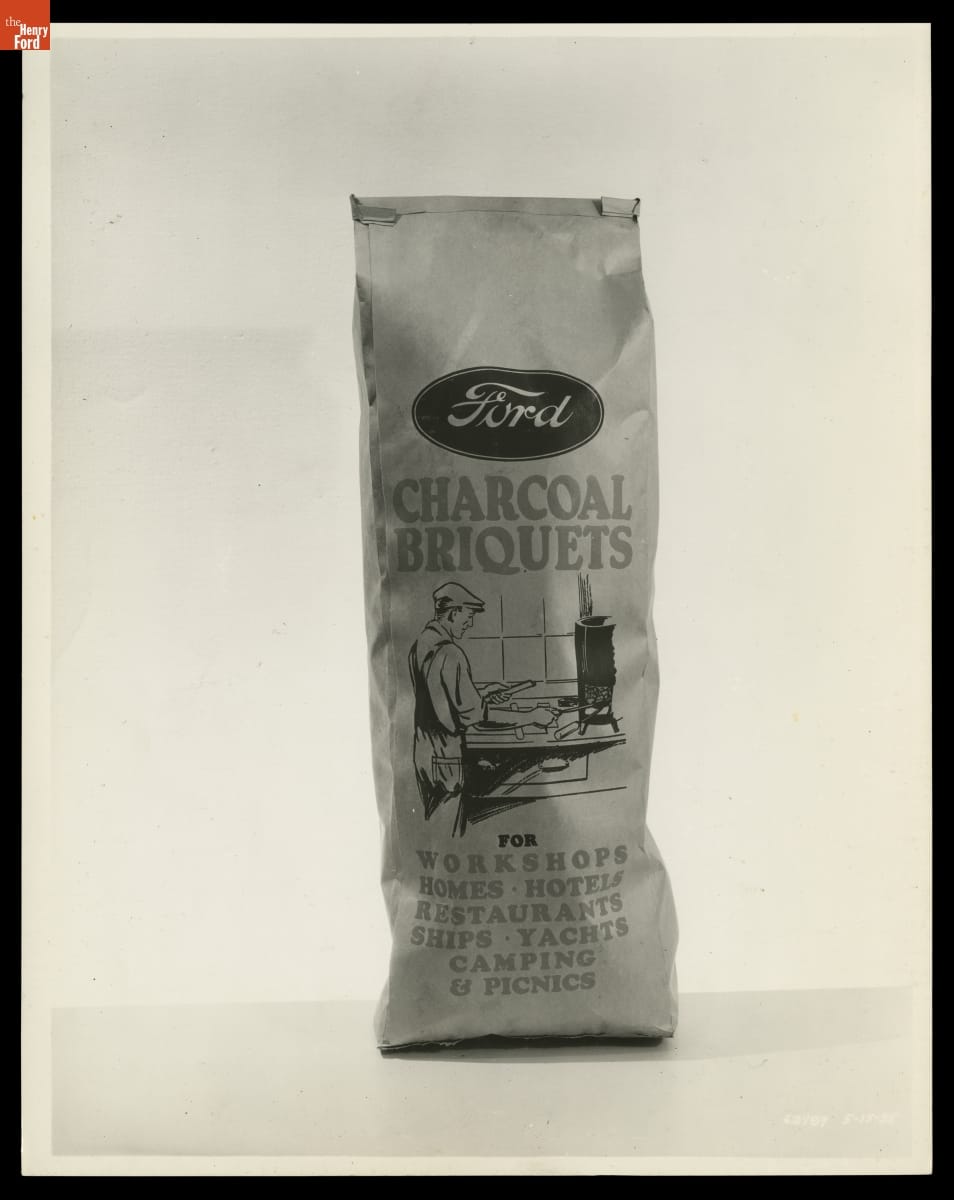 the
Henry
Ford
Ford
CHARCOAL
BRIQUETS
FOR
WORKSHOPS
HOMES · HOTELS
RESTAURANTS
SHIPS · YACHTS
CAMPING
& PICNICS